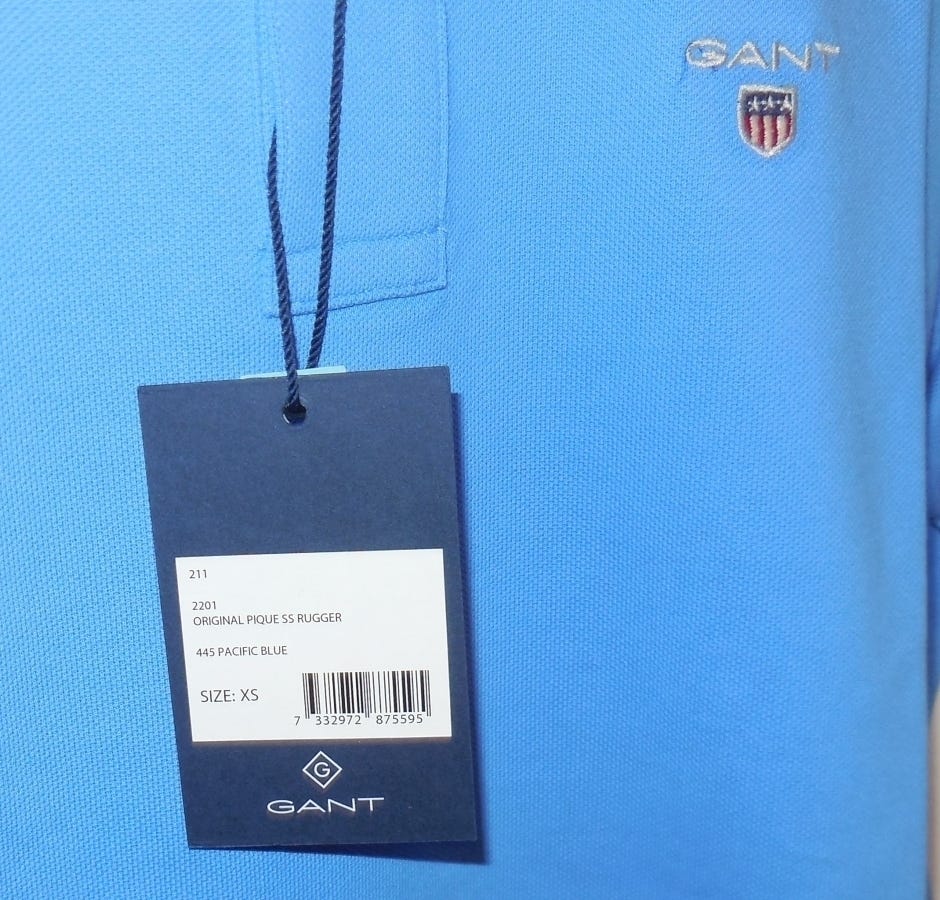 GANT
211
2201
ORIGINAL PIQUE SS RUGGER
445 PACIFIC BLUE
SIZE: XS
7 332972 875595
G
GANT